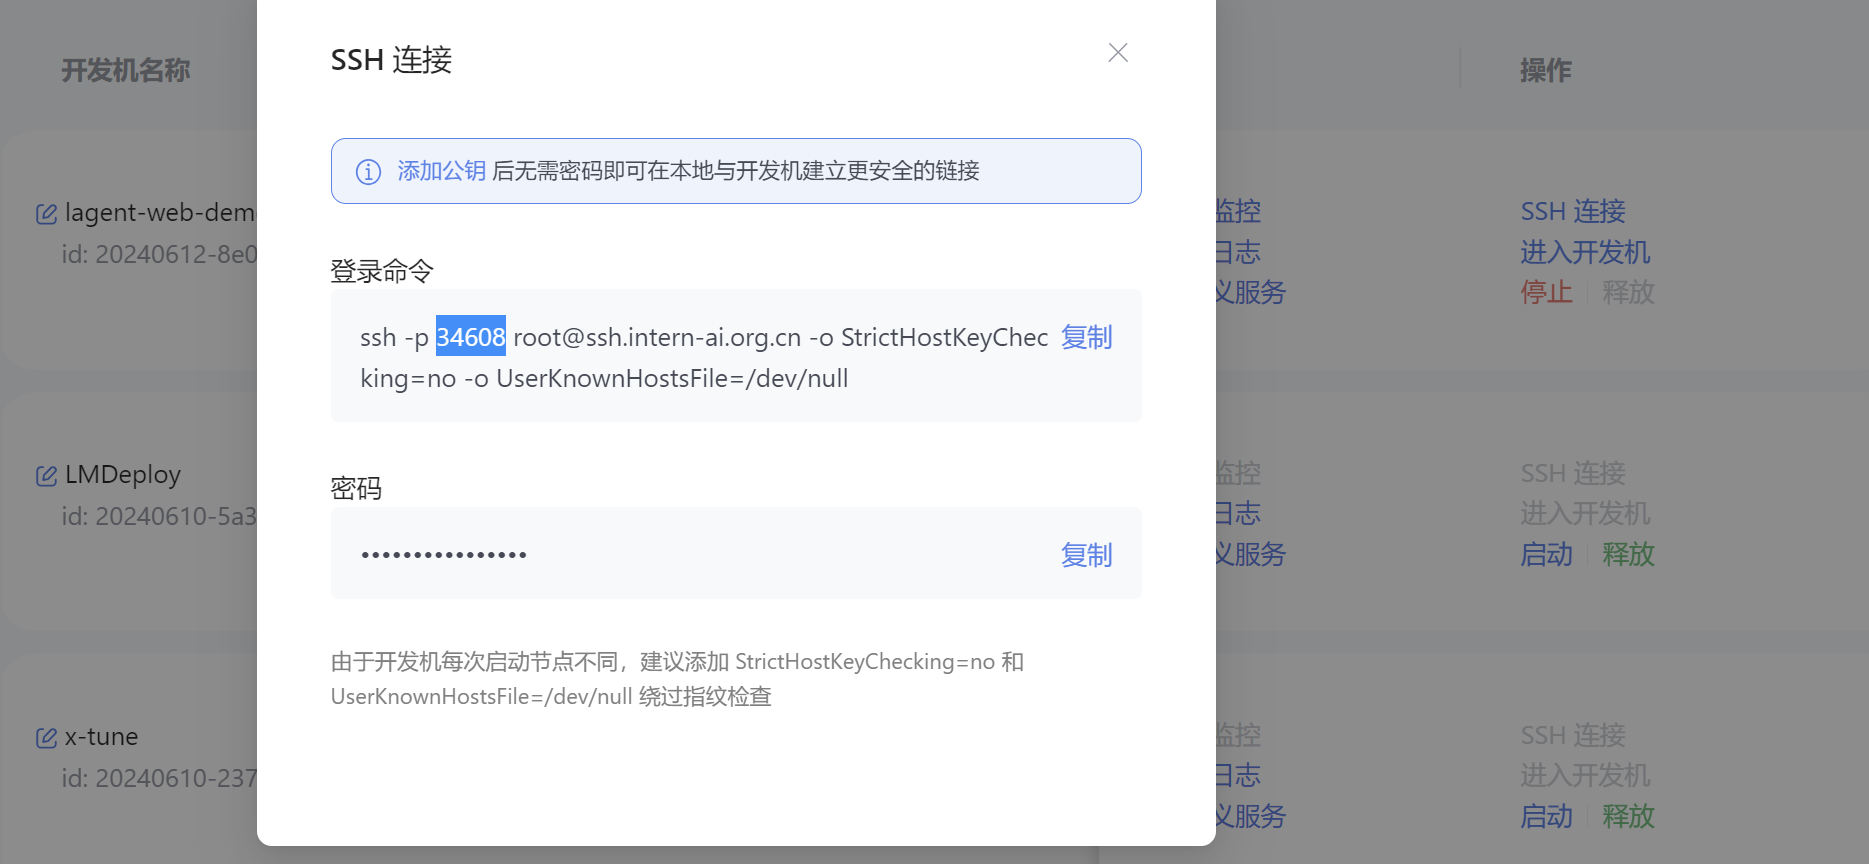 开发机名称
操作
SSH 连接
添加公钥 后无需密码即可在本地与开发机建立更安全的链接
登录命令
ssh -p 34608 root@ssh.intern-ai.org.cn -o StrictHostKeyChec
king=no -o UserKnownHostsFile=/dev/null
复制
密码
••••••••••••••••
复制
由于开发机每次启动节点不同，建议添加 StrictHostKeyChecking=no 和
UserKnownHostsFile=/dev/null 绕过指纹检查
lagent-web-dem
id: 20240612-8e0
监控
日志
义服务
SSH 连接
进入开发机
停止 释放
LMDeploy
id: 20240610-5a3
监控
日志
义服务
SSH 连接
进入开发机
启动 释放
x-tune
id: 20240610-237
监控
日志
义服务
SSH 连接
进入开发机
启动 释放